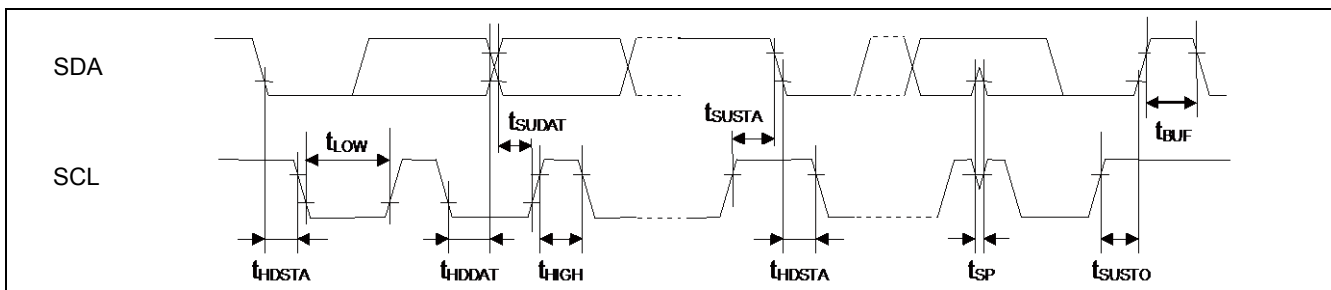 SDA
tSUDAT
tSUSTA
tBUF
tLOW
SCL
tHDSTA
tHDDAT
tHIGH
tHDSTA
tSP
tSUSTO